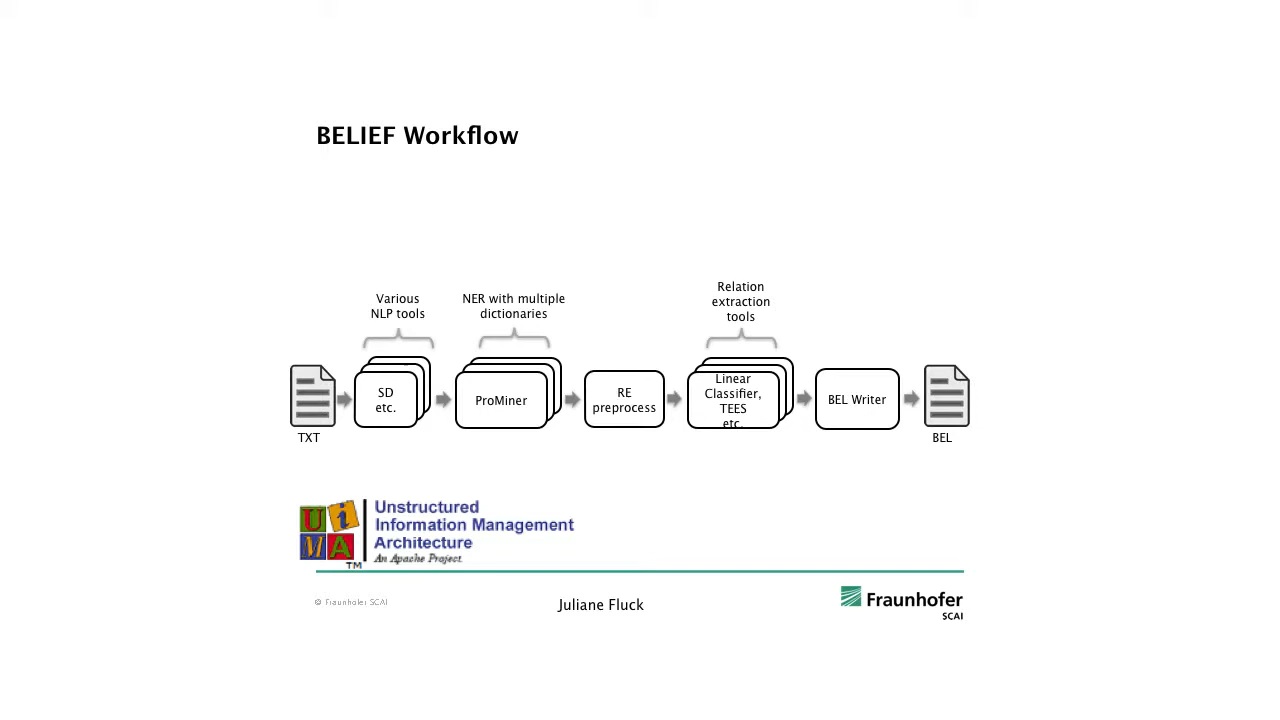 BELIEF Workflow
Various
NLP tools
NER with multiple
dictionaries
Relation
extraction
tools
TXT
SD
etc.
ProMiner
RE
preprocess
Linear
Classifier,
TEES
etc.
BEL Writer
BEL
UiMA
TM
Unstructured
Information Management
Architecture
An Apache Project
© Fraunhofer SCAI
Juliane Fluck
Fraunhofer
SCAI